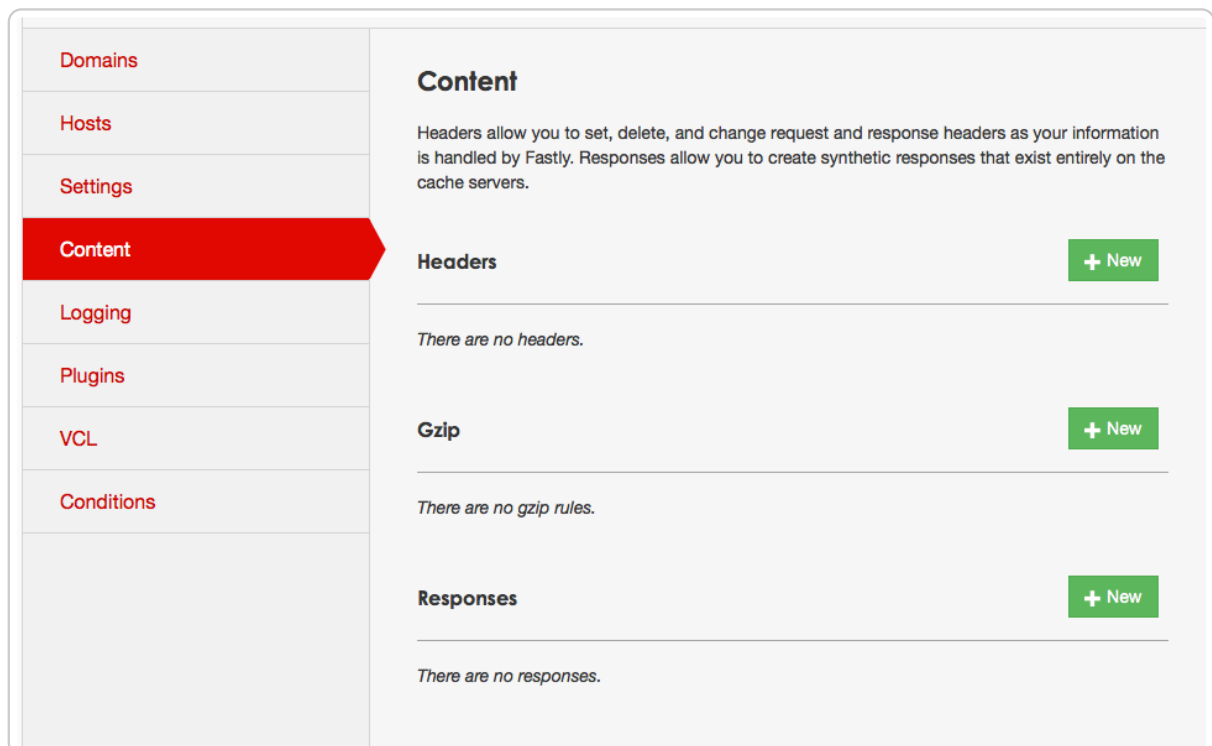 Domains
Hosts
Settings
Content
Logging
Plugins
VCL
Conditions
Content
Headers allow you to set, delete, and change request and response headers as your information
is handled by Fastly. Responses allow you to create synthetic responses that exist entirely on the
cache servers.
Headers
+ New
There are no headers.
Gzip
+ New
There are no gzip rules.
Responses
+ New
There are no responses.